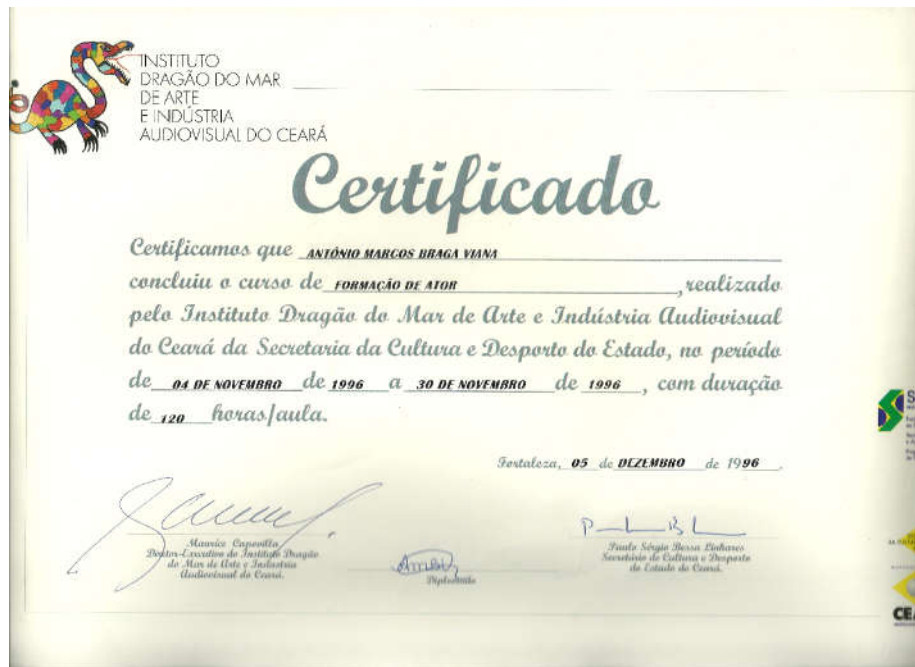 INSTITUTO
DRAGÃO DO MAR
DE ARTE
E INDÚSTRIA
AUDIOVISUAL DO CEARÁ
Certificado
Certificamos que ANTÔNIO MARCOS BRAGA VIANA
concluiu o curso de FORMAÇÃO DE ATOR, realizado
pelo Instituto Dragão do Mar de Arte e Indústria Audiovisual
do Ceará da Secretaria da Cultura e Desporto do Estado, no período
de 04 DE NOVEMBRO de 1996 a 30 DE NOVEMBRO de 1996, com duração
de 120 horas/aula.
Fortaleza, 05 de DEZEMBRO de 1996.
Maurice Capovilla
Diretor-Executivo do Instituto Dragão
do Mar de Arte e Indústria
Audiovisual do Ceará.
Diplomado
Paulo Sérgio Bessa Linhares
Secretário de Cultura e Desporto
do Estado do Ceará.